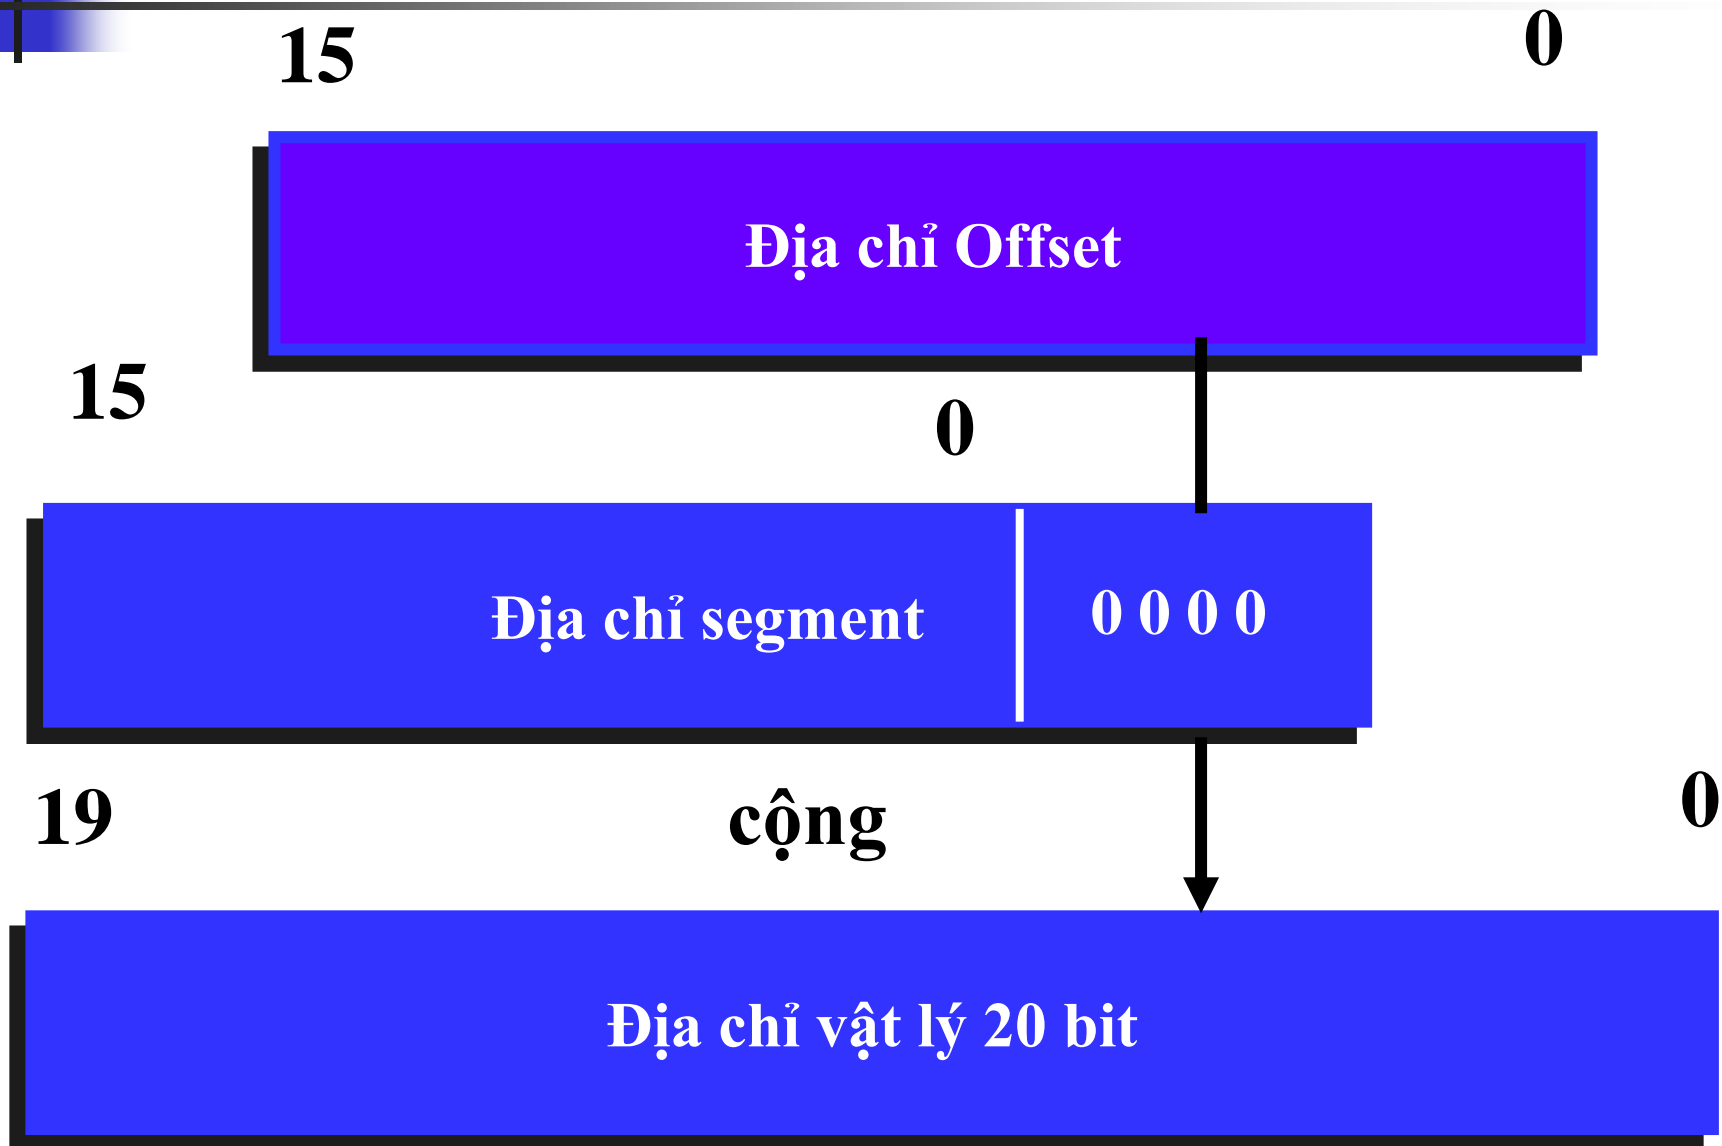 15 0
Địa chỉ Offset
15 0
Địa chỉ segment 0 0 0 0
19 cộng 0
Địa chỉ vật lý 20 bit